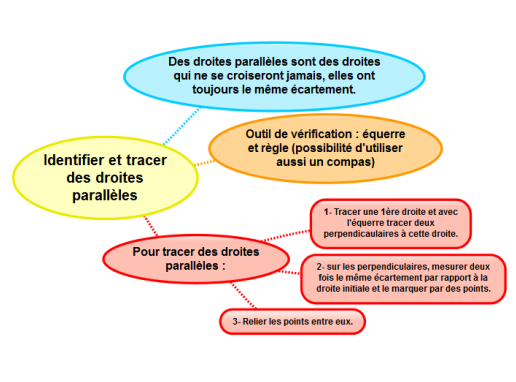 Des droites parallèles sont des droites
qui ne se croiseront jamais, elles ont
toujours le même écartement.
Outil de vérification : équerre
et règle (possibilité d'utiliser
aussi un compas)
Identifier et tracer
des droites
parallèles
1- Tracer une 1ère droite et avec
l'équerre tracer deux
perpendicaulaires à cette droite.
Pour tracer des droites
parallèles :
2- sur les perpendiculaires, mesurer deux
fois le même écartement par rapport à la
droite initiale et le marquer par des points.
3- Relier les points entre eux.